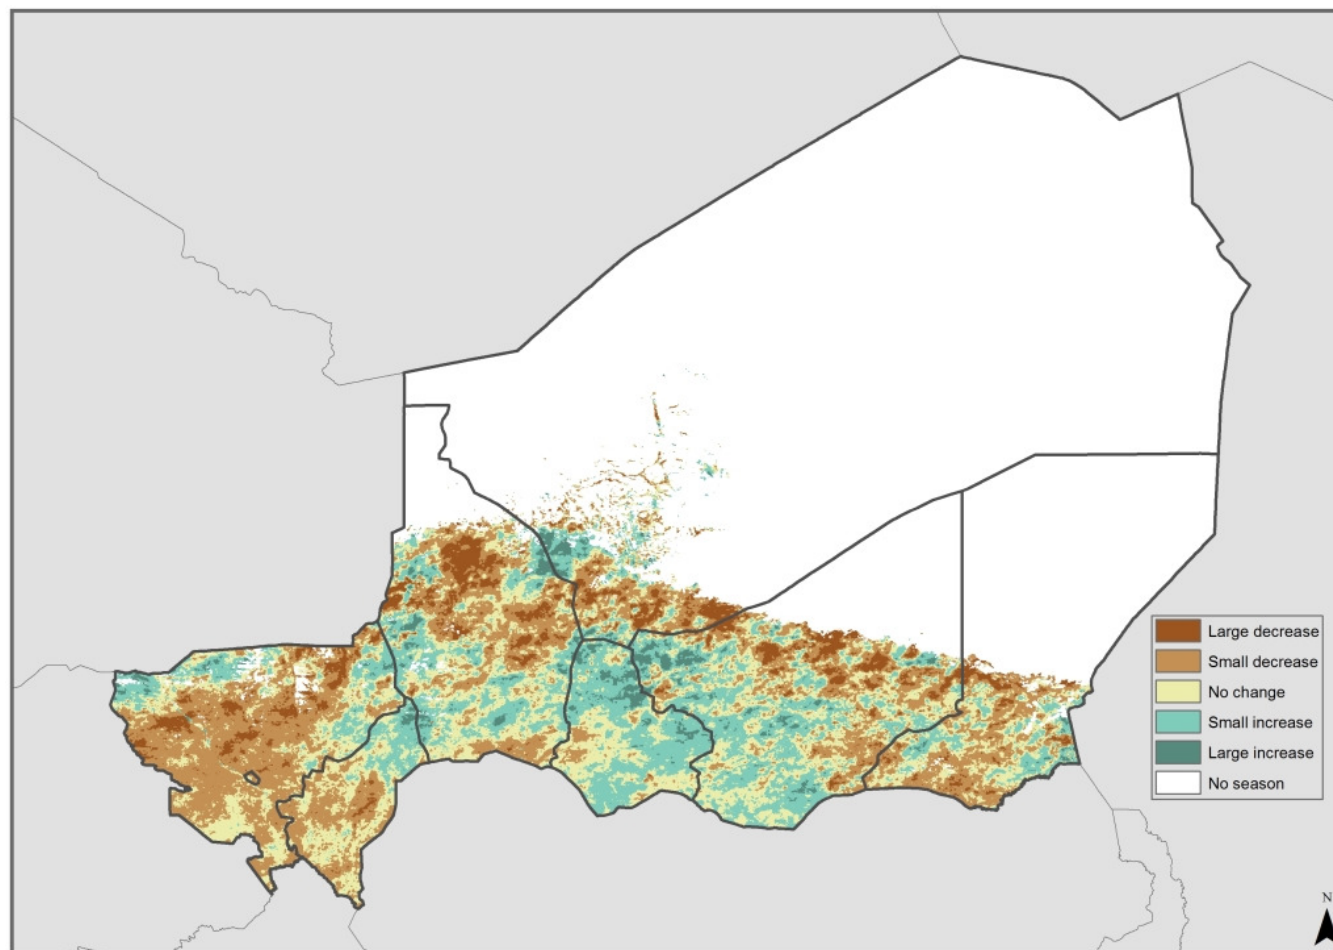 Large decrease
Small decrease
No change
Small increase
Large increase
No season
N